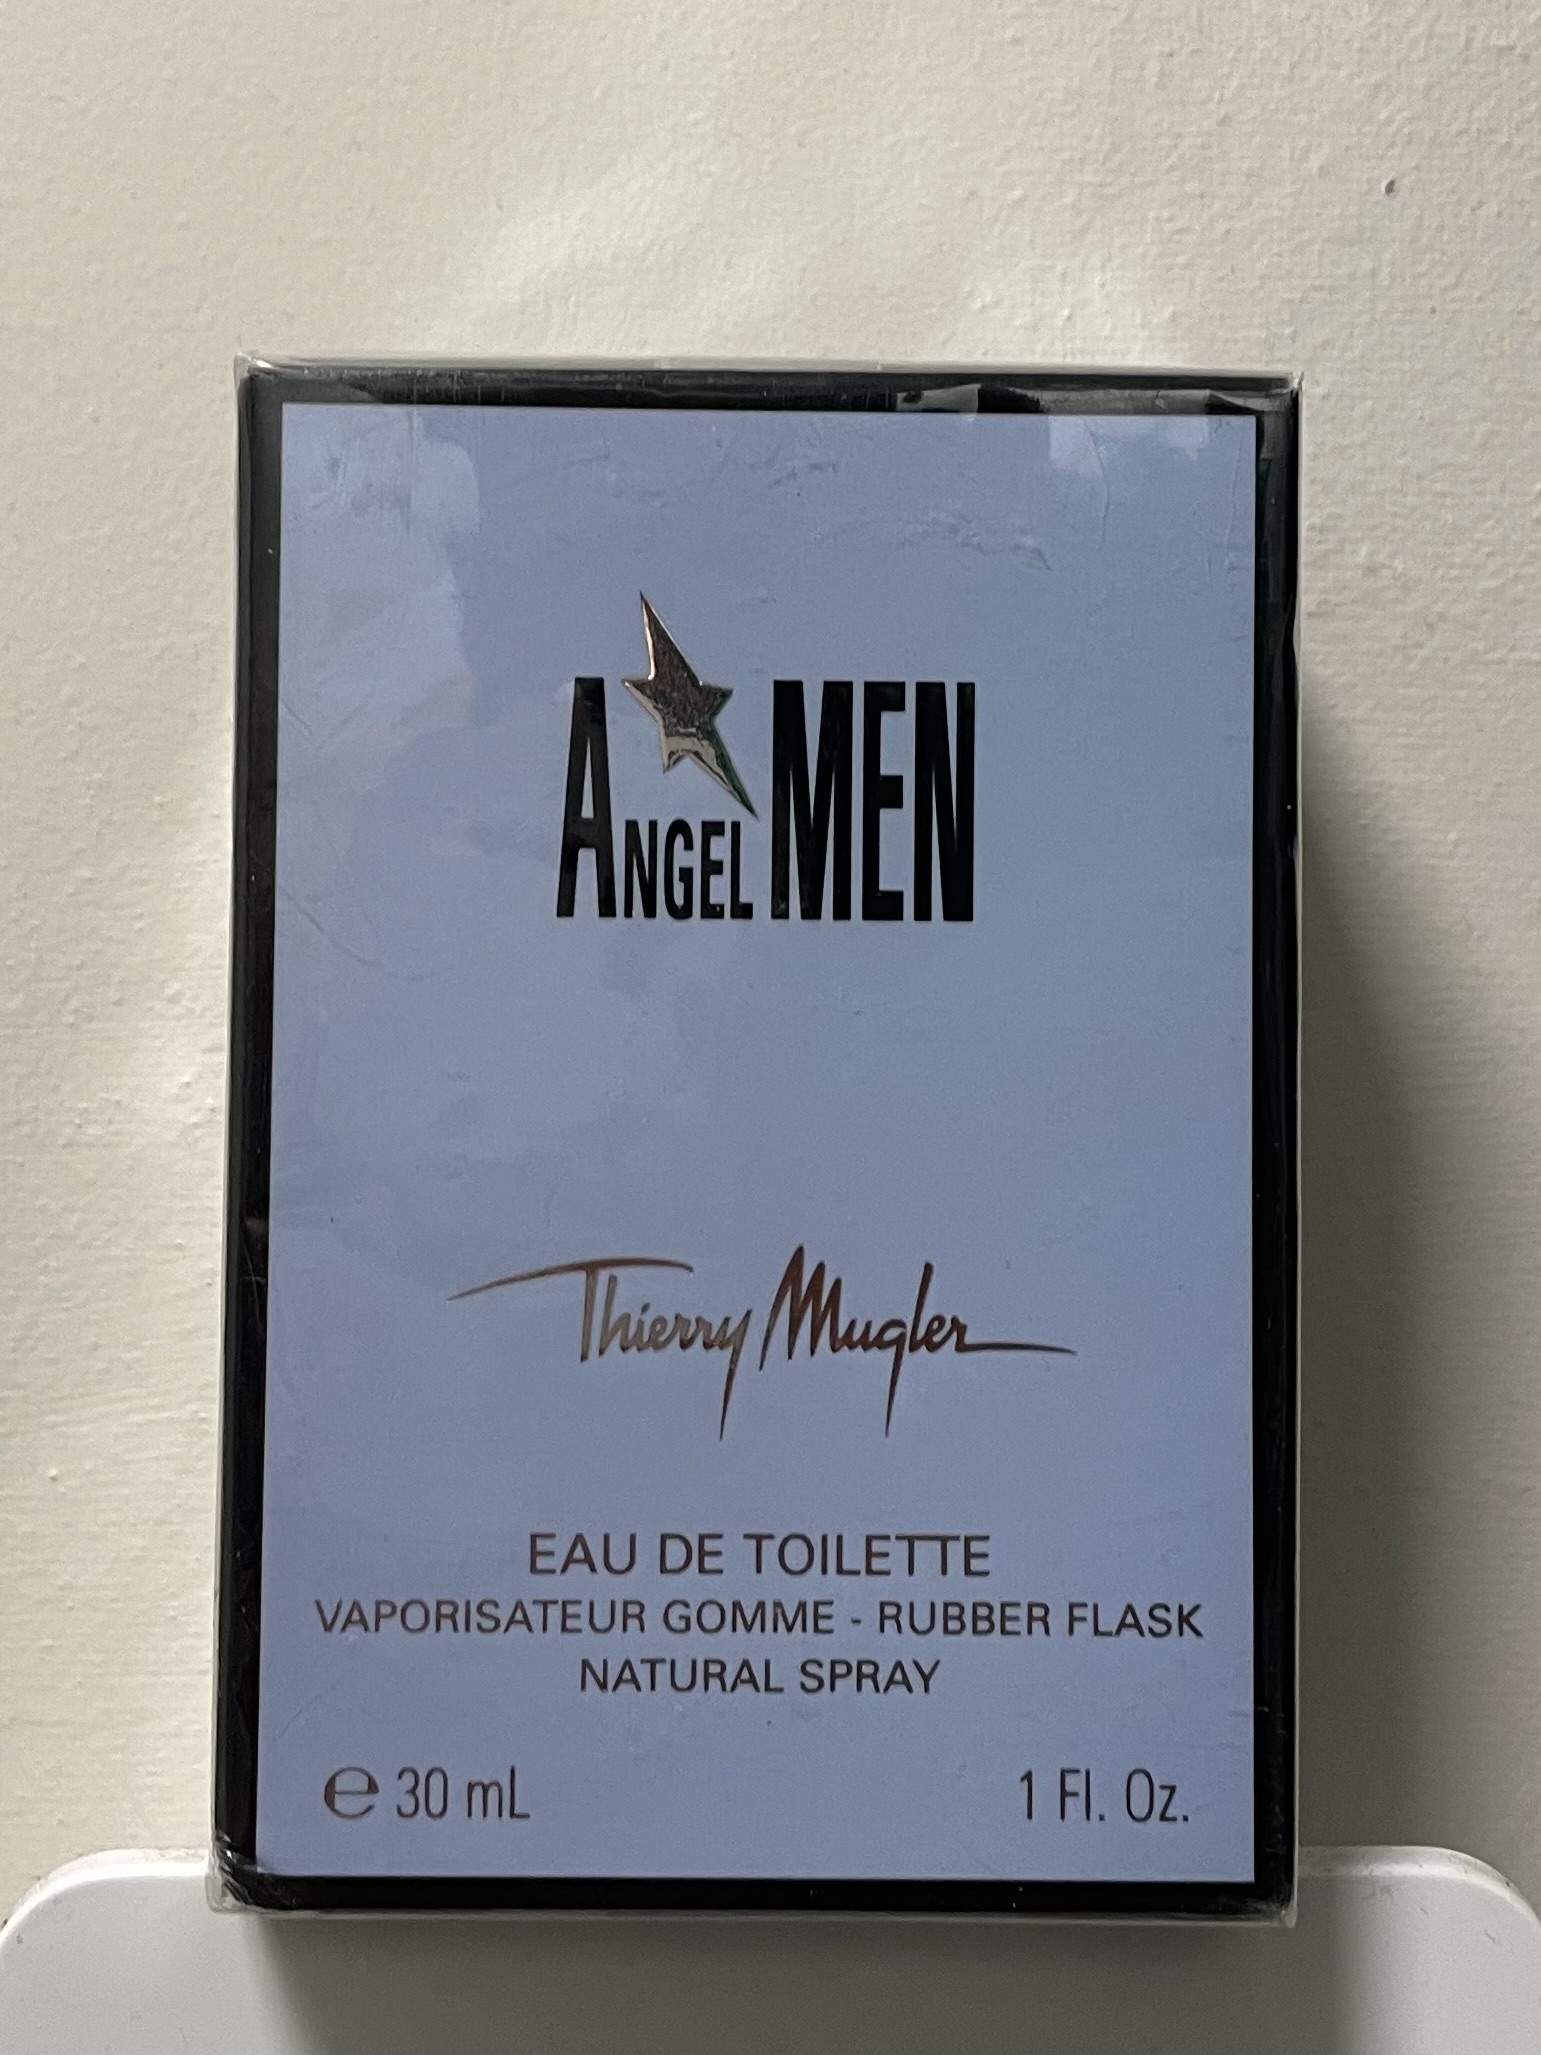 ANGEL MEN
Thierry Mugler
EAU DE TOILETTE
VAPORISATEUR GOMME - RUBBER FLASK
NATURAL SPRAY
℮ 30 mL 1 Fl. Oz.